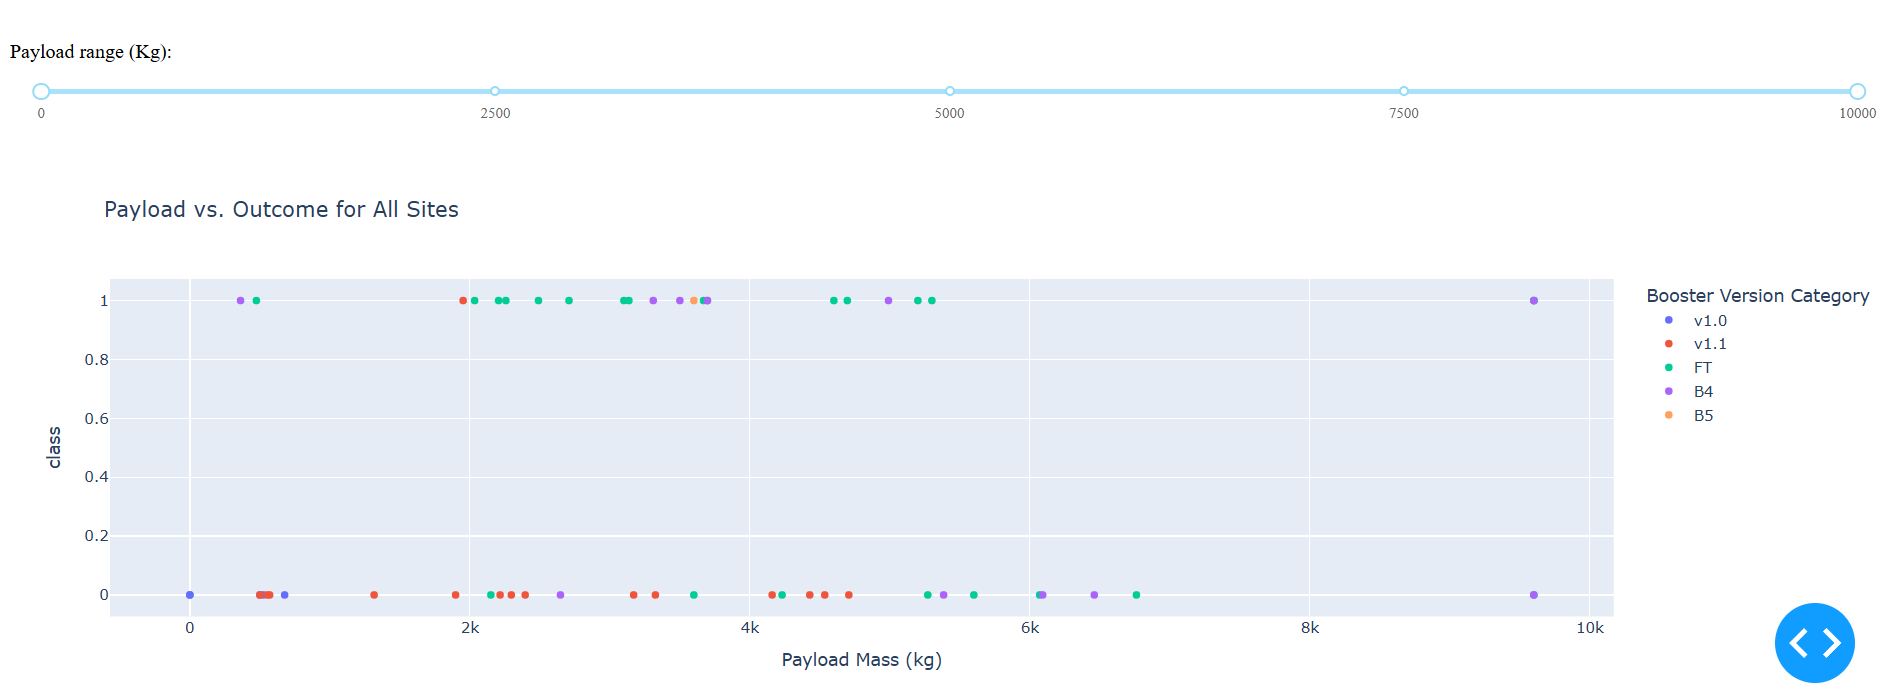 Payload range (Kg):
0 2500 5000 7500 10000
Payload vs. Outcome for All Sites
Booster Version Category
v1.0
v1.1
FT
B4
B5
1
0.8
0.6
0.4
0.2
0
class
0 2k 4k 6k 8k 10k
Payload Mass (kg)